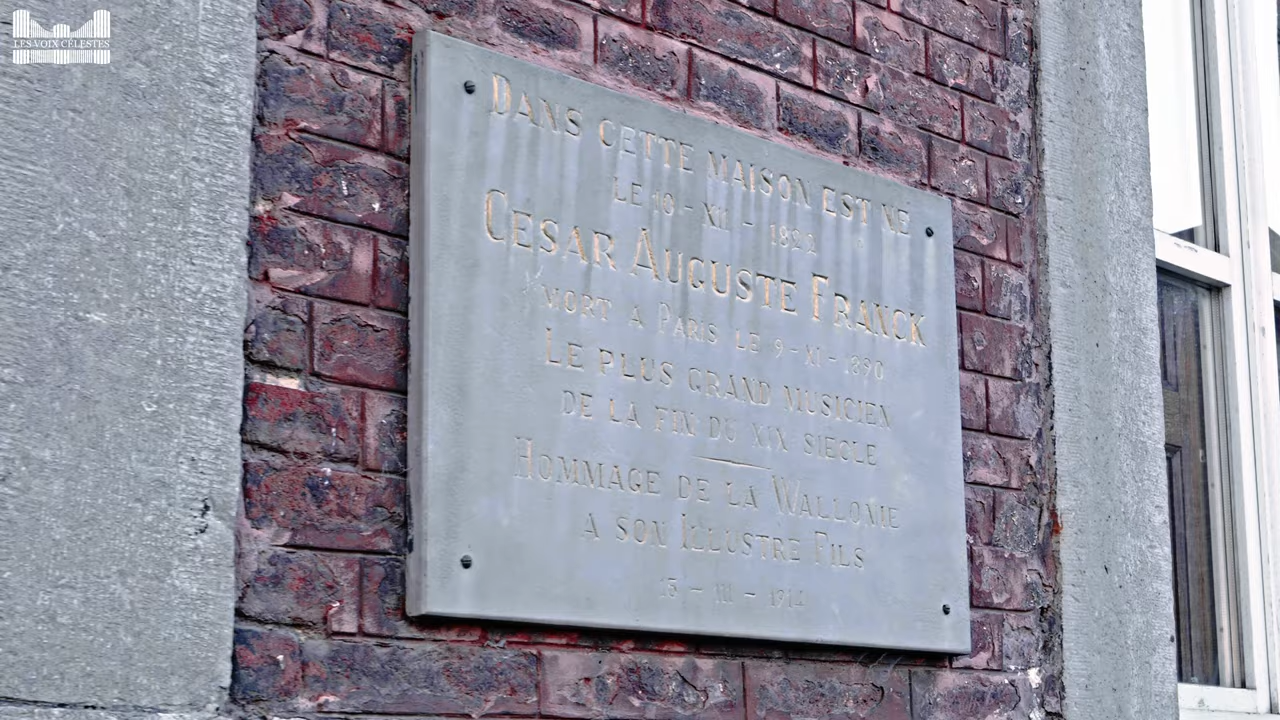 LES VOIX CELESTES
DANS CETTE MAISON EST NE
LE 10 - XII - 1822
CESAR AUGUSTE FRANCK
MORT A PARIS LE 9 - XI - 1890
LE PLUS GRAND MUSICIEN
DE LA FIN DU XIX SIECLE
HOMMAGE DE LA WALLONIE
A SON ILLUSTRE FILS
15 - III - 1914